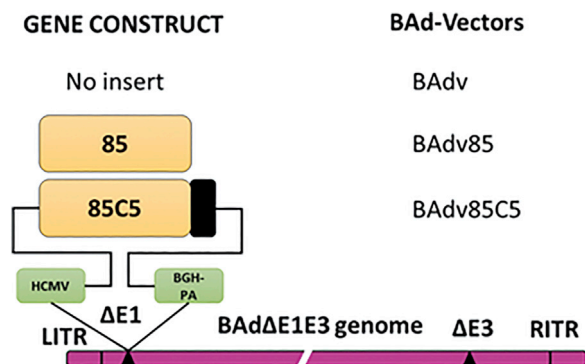 GENE CONSTRUCT BAd-Vectors
No insert BAdv
85 BAdv85
85C5 BAdv85C5
HCMV BGH-PA
ΔE1
LITR BAdΔE1E3 genome ΔE3 RITR